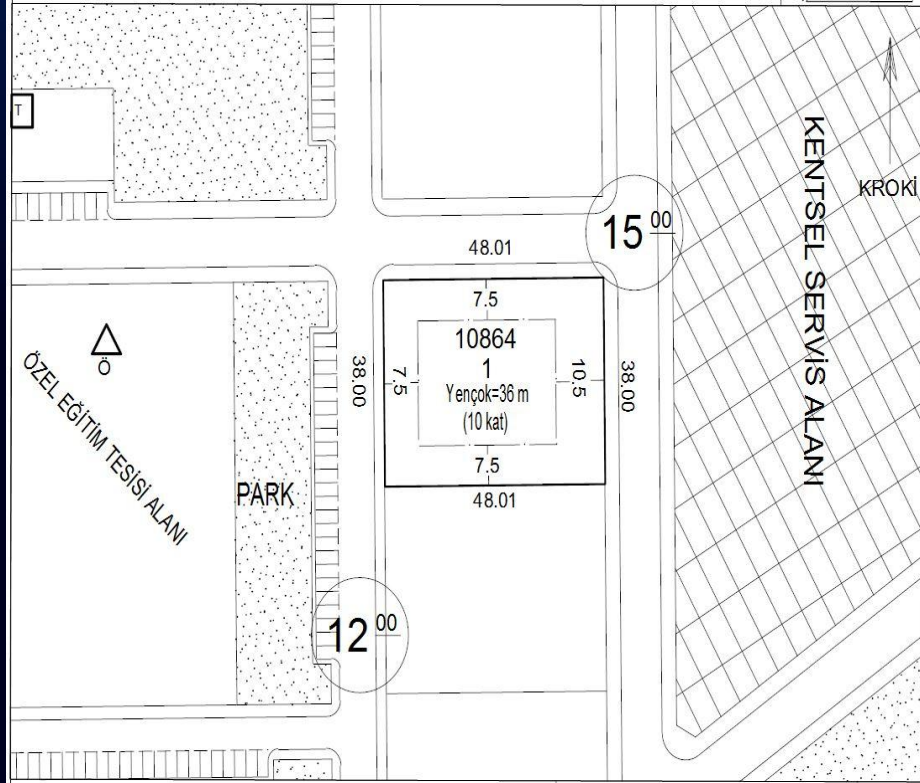 T
KENTSEL SERVİS ALANI
KROKİ
15 00
48.01
7.5
10864
1
Yençok=36 m
(10 kat)
38.00
7.5
10.5
38.00
7.5
48.01
Ö
ÖZEL EĞİTİM TESİSİ ALANI
PARK
12 00